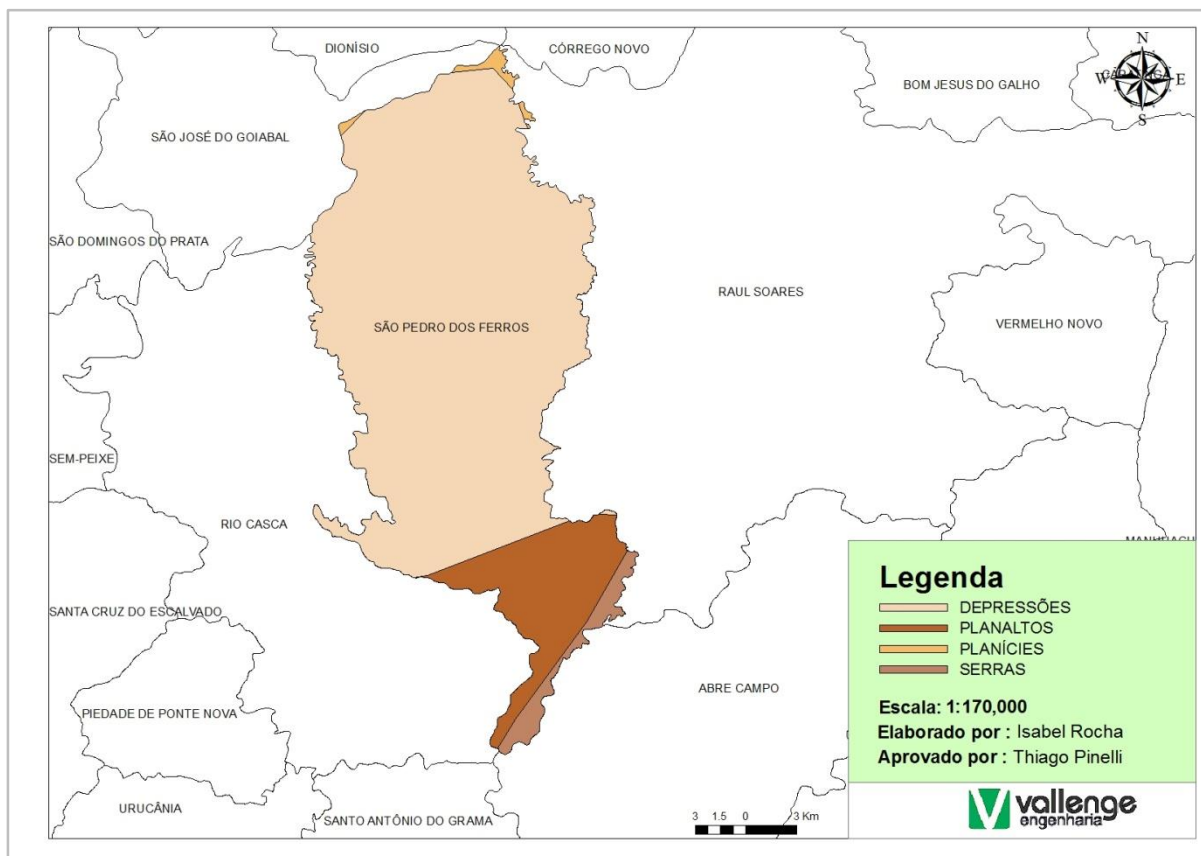 DIONÍSIO
CÓRREGO NOVO
N
BOM JESUS DO GALHO
W
E
S
SÃO JOSÉ DO GOIABAL
SÃO DOMINGOS DO PRATA
RAUL SOARES
SÃO PEDRO DOS FERROS
VERMELHO NOVO
SEM-PEIXE
RIO CASCA
SANTA CRUZ DO ESCALVADO
ABRE CAMPO
PIEDADE DE PONTE NOVA
URUCÂNIA
SANTO ANTÔNIO DO GRAMA
3 1.5 0 3 Km
Legenda
DEPRESSÕES
PLANALTOS
PLANÍCIES
SERRAS
Escala: 1:170,000
Elaborado por : Isabel Rocha
Aprovado por : Thiago Pinelli
vallenge
engenharia